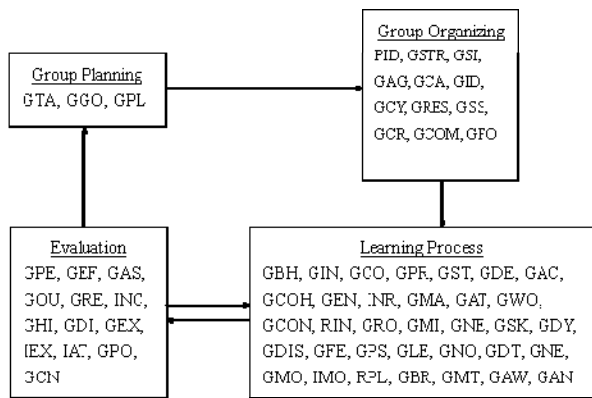 Group Planning
GTA, GGO, GPL
Group Organizing
PID, GSTR, GSI,
GAG, GCA, GID,
GCY, GRES, GSS,
GCR, GCOM, GFO
Evaluation
GPE, GEF, GAS,
GOU, GRE, INC,
GHI, GDI, GEX,
IEX, IAT, GPO,
GCN
Learning Process
GBH, GIN, GCO, GPR, GST, GDE, GAC,
GCOH, GEN, INR, GMA, GAT, GWO,
GCON, RIN, GRO, GMI, GNE, GSK, GDY,
GDIS, GFE, GPS, GLE, GNO, GDT, GNE,
GMO, IMO, RPL, GBR, GMT, GAW, GAN